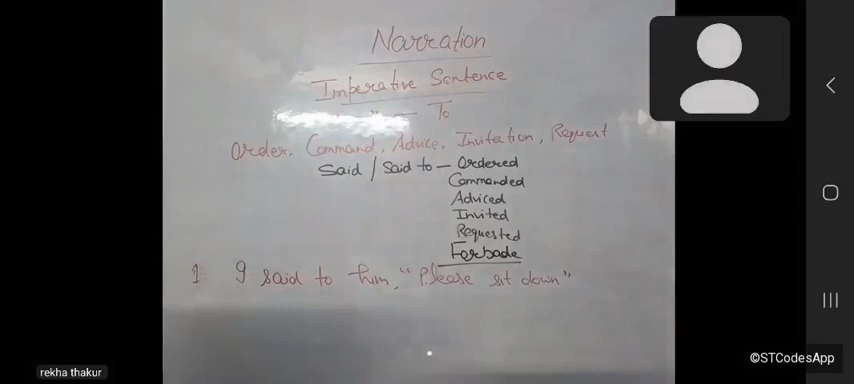 Narration
Imperative Sentence
" " — To
Order, Command, Advice, Invitation, Request
Said / Said to — Ordered
Commanded
Adviced
Invited
Requested
Forbade
1. I said to him, "Please sit down"
rekha thakur
©STCodesApp